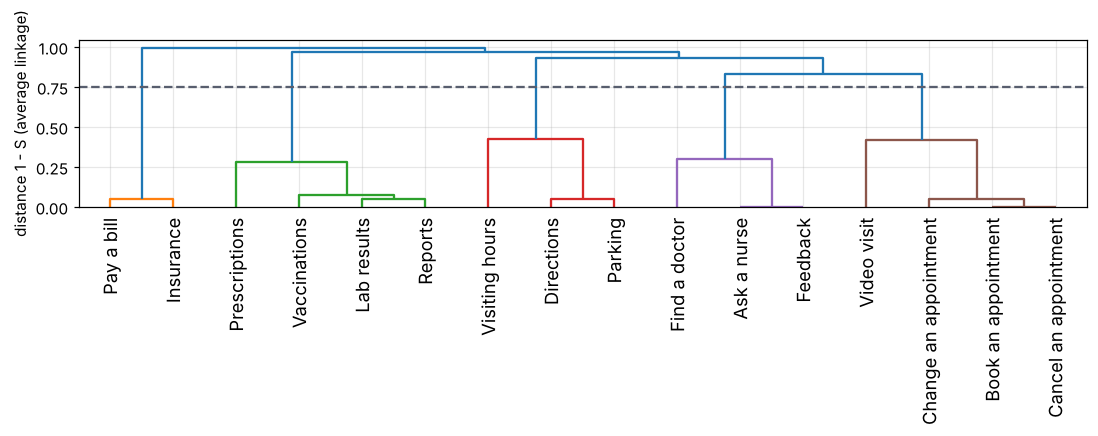 distance 1 - S (average linkage)
1.00
0.75
0.50
0.25
0.00
Pay a bill
Insurance
Prescriptions
Vaccinations
Lab results
Reports
Visiting hours
Directions
Parking
Find a doctor
Ask a nurse
Feedback
Video visit
Change an appointment
Book an appointment
Cancel an appointment